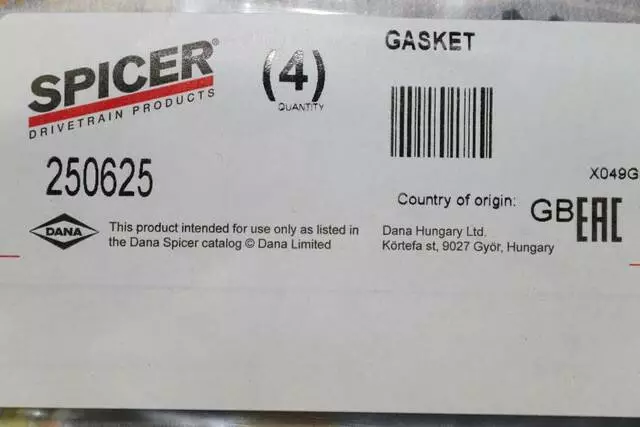 SPICER®
DRIVETRAIN PRODUCTS
(4)
QUANTITY
GASKET
250625
X049G
Country of origin: GB
EAC
DANA
This product intended for use only as listed in
the Dana Spicer catalog © Dana Limited
Dana Hungary Ltd.
Körtefa st, 9027 Györ, Hungary